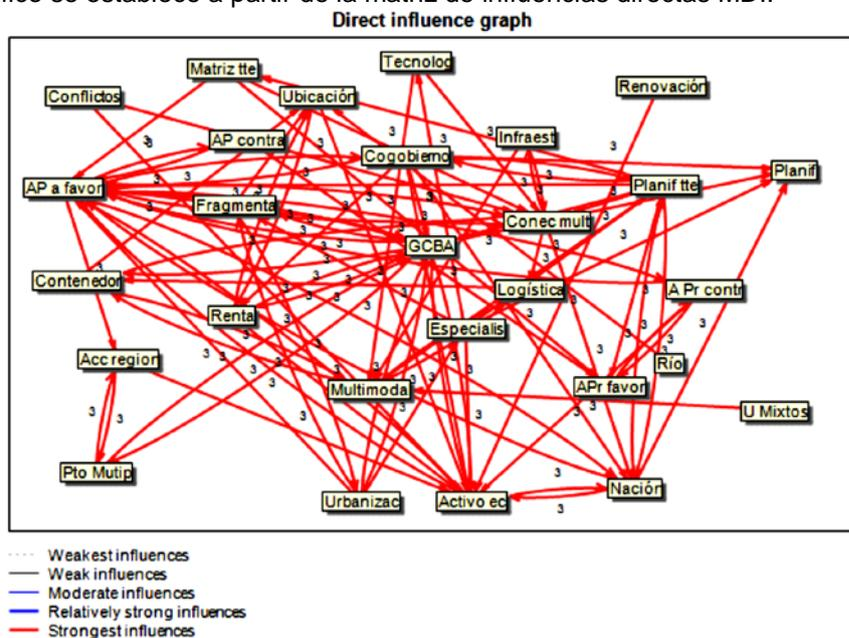 Direct influence graph
Tecnolog
Matriz tte
Renovación
Conflictos
Ubicación
AP contra
Infraest
Cogobierno
Planif
AP a favor
Planif tte
Fragmenta
Conec mult
GCBA
Contenedor
Logística
A Pr contr
Renta
Especialis
Acc region
Río
Multimoda
APr favor
U Mixtos
Pto Mutip
Urbanizac
Activo ec
Nación
3
3
Weakest influences
Weak influences
Moderate influences
Relatively strong influences
Strongest influences